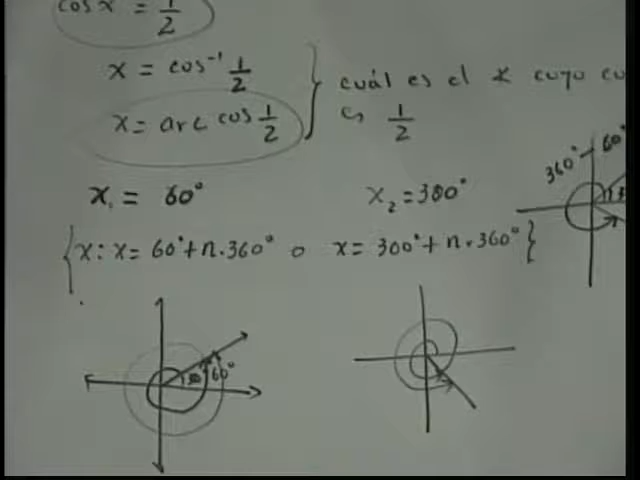 cos x = 1/2
x = cos⁻¹ 1/2
cuál es el x cuyo
x = arc cos 1/2
es 1/2
360° 60°
x₁ = 60° x₂ = 300°
{x: x = 60° + n.360° o x = 300° + n.360°}
60°